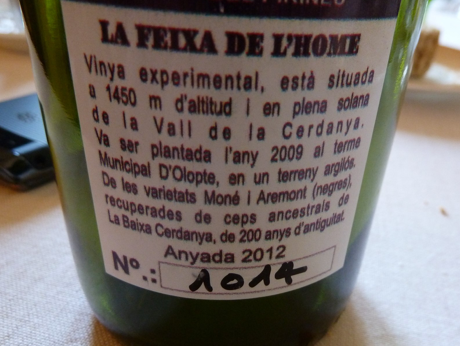 LA FEIXA DE L'HOME
Vinya experimental, està situada
a 1450 m d'altitud i en plena solana
de la Vall de la Cerdanya.
Va ser plantada l'any 2009 al terme
Municipal D'Olopte, en un terreny argilós.
De les varietats Moné i Aremont (negres),
recuperades de ceps ancestrals de
La Baixa Cerdanya, de 200 anys d'antiguitat.
Anyada 2012
Nº.: 1014